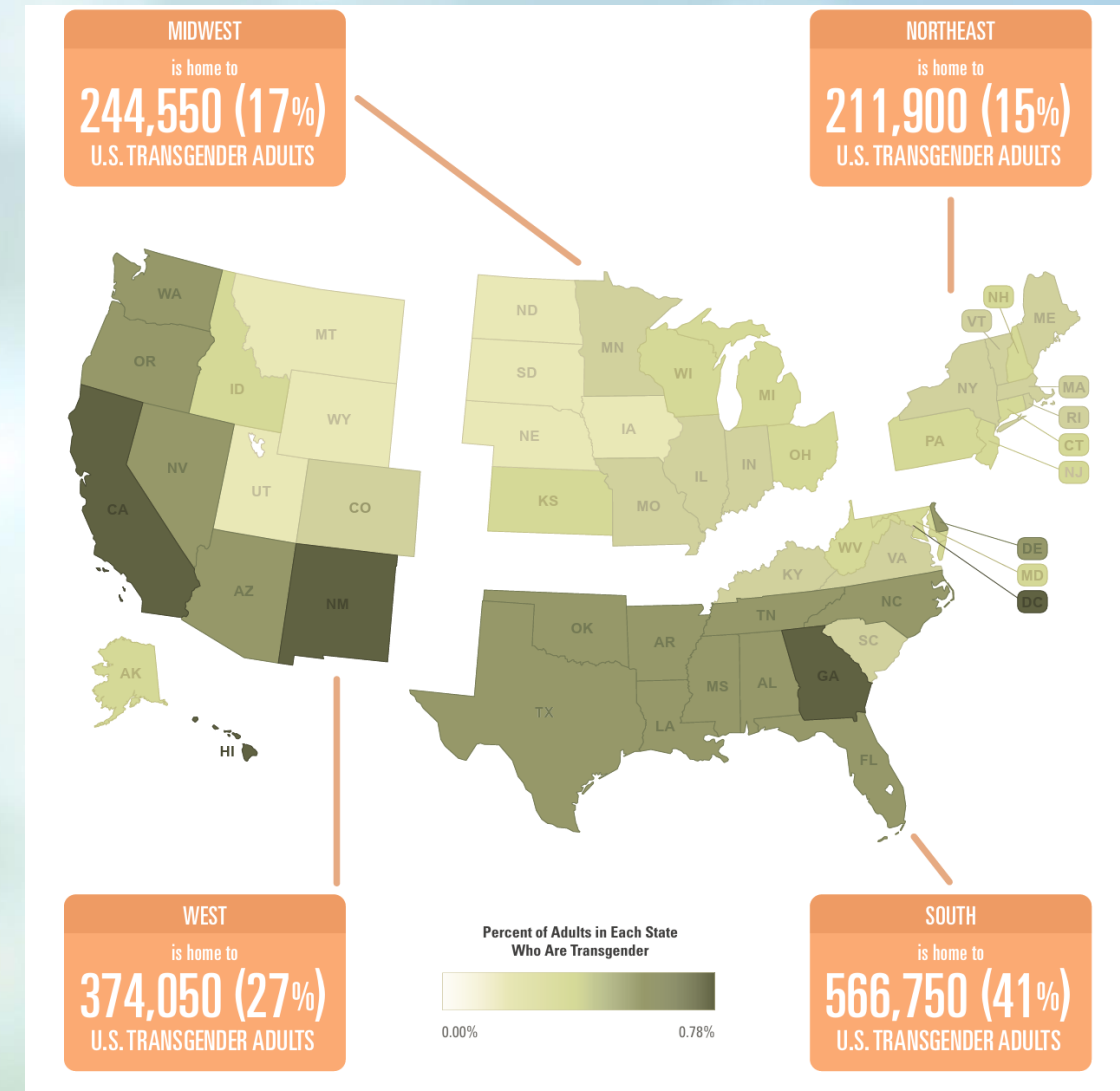 MIDWEST
is home to
244,550 (17%)
U.S. TRANSGENDER ADULTS
NORTHEAST
is home to
211,900 (15%)
U.S. TRANSGENDER ADULTS
WA
OR
ID
MT
WY
NV
UT
CO
CA
AZ
NM
AK
HI
ND
SD
NE
KS
MN
IA
MO
WI
IL
IN
MI
OH
NH
VT
ME
NY
MA
RI
CT
NJ
PA
WV
VA
KY
DE
MD
DC
TN
NC
SC
OK
AR
TX
LA
MS
AL
GA
FL
WEST
is home to
374,050 (27%)
U.S. TRANSGENDER ADULTS
Percent of Adults in Each State
Who Are Transgender
0.00%
0.78%
SOUTH
is home to
566,750 (41%)
U.S. TRANSGENDER ADULTS